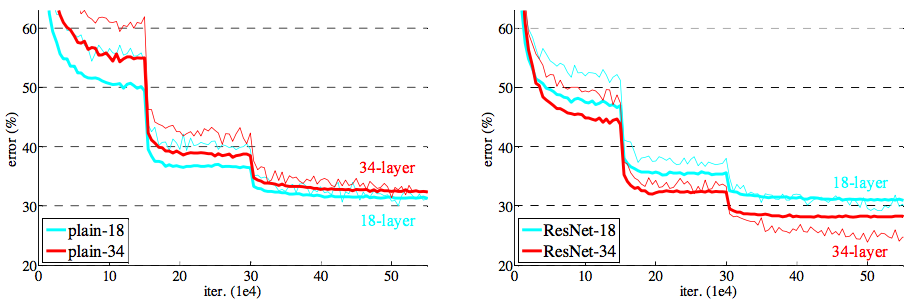 60
50
40
30
20
error (%)
0
10
20
30
40
50
iter. (1e4)
34-layer
18-layer
plain-18
plain-34
60
50
40
30
20
error (%)
0
10
20
30
40
50
iter. (1e4)
18-layer
34-layer
ResNet-18
ResNet-34